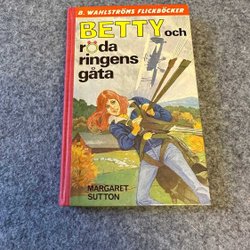 B. WAHLSTRÖMS FLICKBÖCKER
BETTY och
röda
ringens
gåta
MARGARET
SUTTON